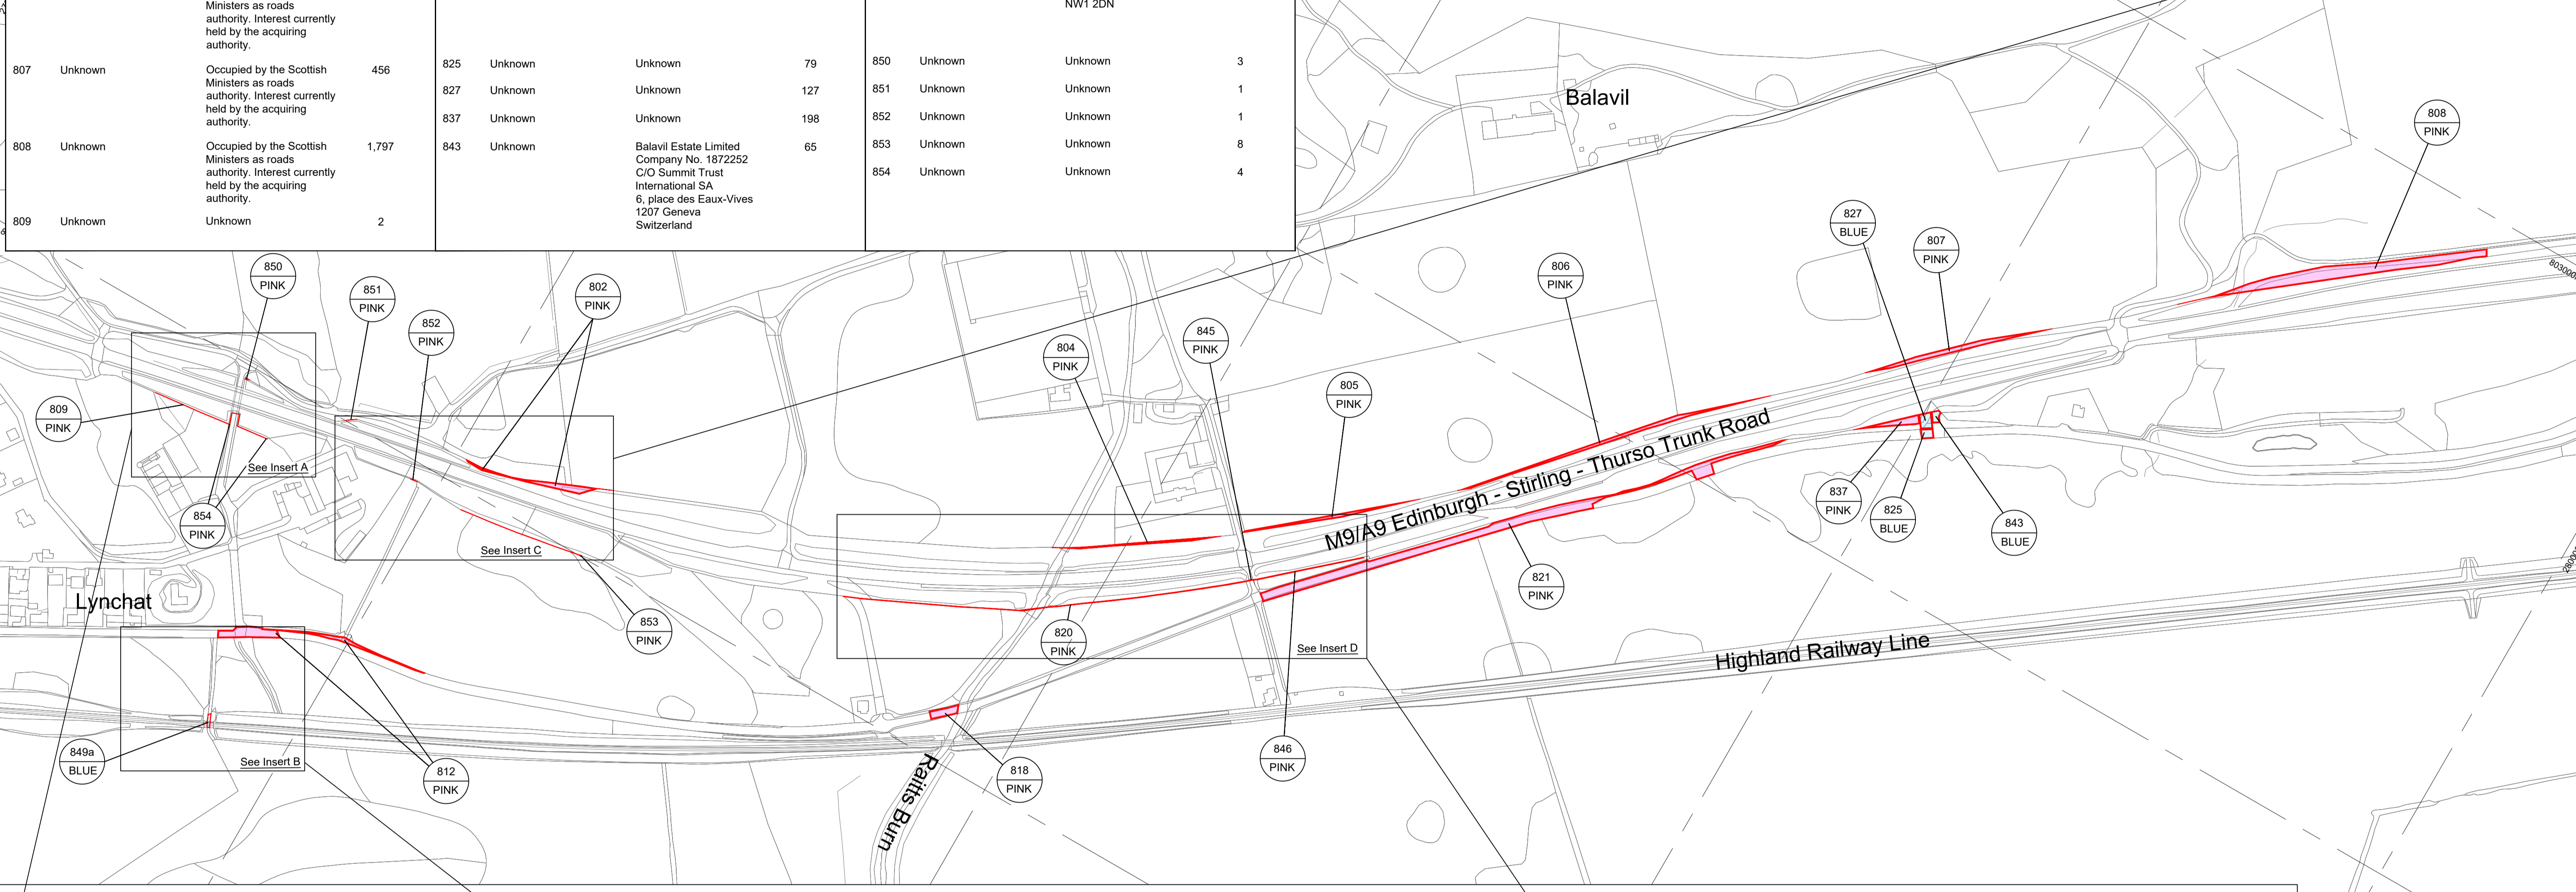 Ministers as roads
authority. Interest currently
held by the acquiring
authority.
807 Unknown Occupied by the Scottish 456
Ministers as roads
authority. Interest currently
held by the acquiring
authority.
808 Unknown Occupied by the Scottish 1,797
Ministers as roads
authority. Interest currently
held by the acquiring
authority.
809 Unknown Unknown 2
825 Unknown Unknown 79
827 Unknown Unknown 127
837 Unknown Unknown 198
843 Unknown Balavil Estate Limited 65
Company No. 1872252
C/O Summit Trust
International SA
6, place des Eaux-Vives
1207 Geneva
Switzerland
NW1 2DN
850 Unknown Unknown 3
851 Unknown Unknown 1
852 Unknown Unknown 1
853 Unknown Unknown 8
854 Unknown Unknown 4
Balavil
808
PINK
827
BLUE
807
PINK
806
PINK
850
PINK
851
PINK
802
PINK
852
PINK
845
PINK
804
PINK
805
PINK
809
PINK
See Insert A
854
PINK
See Insert C
M9/A9 Edinburgh - Stirling - Thurso Trunk Road
837
PINK
825
BLUE
843
BLUE
821
PINK
Lynchat
853
PINK
820
PINK
See Insert D
Highland Railway Line
849a
BLUE
See Insert B
812
PINK
818
PINK
846
PINK
Raitts Burn